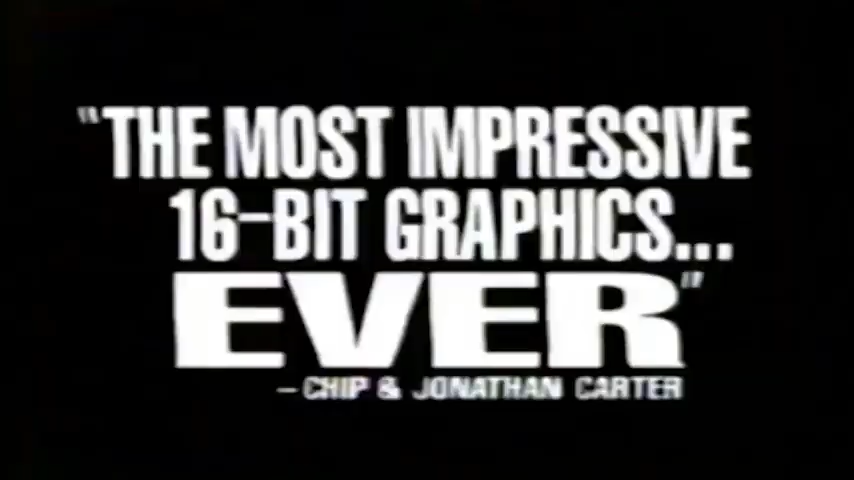 "THE MOST IMPRESSIVE
16-BIT GRAPHICS...
EVER"
- CHIP & JONATHAN CARTER